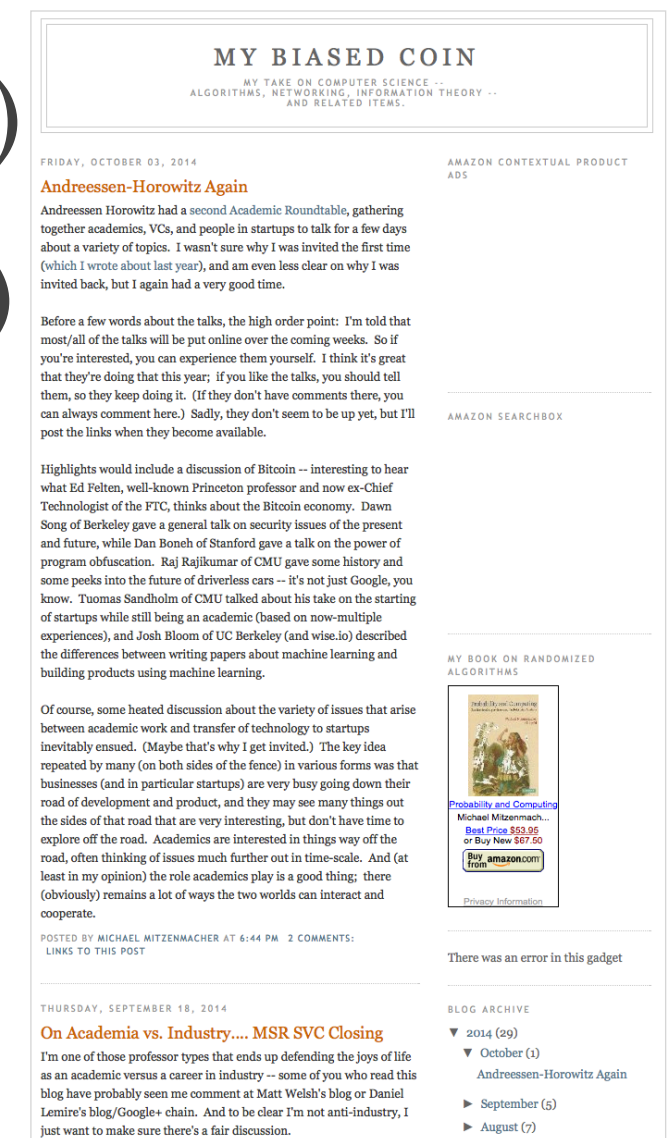 MY BIASED COIN
MY TAKE ON COMPUTER SCIENCE --
ALGORITHMS, NETWORKING, INFORMATION THEORY --
AND RELATED ITEMS.
FRIDAY, OCTOBER 03, 2014
Andreessen-Horowitz Again
Andreessen Horowitz had a second Academic Roundtable, gathering
together academics, VCs, and people in startups to talk for a few days
about a variety of topics.  I wasn't sure why I was invited the first time
(which I wrote about last year), and am even less clear on why I was
invited back, but I again had a very good time.
Before a few words about the talks, the high order point:  I'm told that
most/all of the talks will be put online over the coming weeks.  So if
you're interested, you can experience them yourself.  I think it's great
that they're doing that this year;  if you like the talks, you should tell
them, so they keep doing it.  (If they don't have comments there, you
can always comment here.)  Sadly, they don't seem to be up yet, but I'll
post the links when they become available.
Highlights would include a discussion of Bitcoin -- interesting to hear
what Ed Felten, well-known Princeton professor and now ex-Chief
Technologist of the FTC, thinks about the Bitcoin economy.  Dawn
Song of Berkeley gave a general talk on security issues of the present
and future, while Dan Boneh of Stanford gave a talk on the power of
program obfuscation.  Raj Rajikumar of CMU gave some history and
some peeks into the future of driverless cars -- it's not just Google, you
know.  Tuomas Sandholm of CMU talked about his take on the starting
of startups while still being an academic (based on now-multiple
experiences), and Josh Bloom of UC Berkeley (and wise.io) described
the differences between writing papers about machine learning and
building products using machine learning.
Of course, some heated discussion about the variety of issues that arise
between academic work and transfer of technology to startups
inevitably ensued.  (Maybe that's why I get invited.)  The key idea
repeated by many (on both sides of the fence) in various forms was that
businesses (and in particular startups) are very busy going down their
road of development and product, and they may see many things out
the sides of that road that are very interesting, but don't have time to
explore off the road.  Academics are interested in things way off the
road, often thinking of issues much further out in time-scale.  And (at
least in my opinion) the role academics play is a good thing;  there
(obviously) remains a lot of ways the two worlds can interact and
cooperate.
POSTED BY MICHAEL MITZENMACHER AT 6:44 PM  2 COMMENTS:
LINKS TO THIS POST
THURSDAY, SEPTEMBER 18, 2014
On Academia vs. Industry.... MSR SVC Closing
I'm one of those professor types that ends up defending the joys of life
as an academic versus a career in industry -- some of you who read this
blog have probably seen me comment at Matt Welsh's blog or Daniel
Lemire's blog/Google+ chain.  And to be clear I'm not anti-industry, I
just want to make sure there's a fair discussion.
AMAZON CONTEXTUAL PRODUCT
ADS
AMAZON SEARCHBOX
MY BOOK ON RANDOMIZED
ALGORITHMS
Probability and Computing
Probability and Computing
Michael Mitzenmach...
Best Price $53.95
or Buy New $67.50
Buy
from amazon.com
Privacy Information
There was an error in this gadget
BLOG ARCHIVE
▼ 2014 (29)
▼ October (1)
Andreessen-Horowitz Again
► September (5)
► August (7)